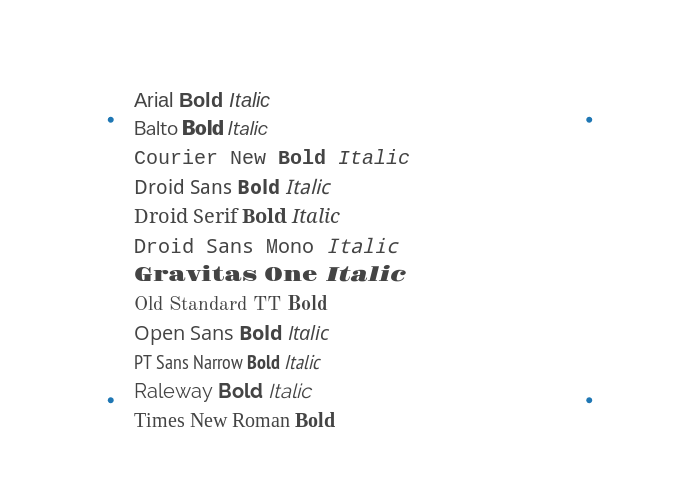 Arial Bold Italic
Balto Bold Italic
Courier New Bold Italic
Droid Sans Bold Italic
Droid Serif Bold Italic
Droid Sans Mono Italic
Gravitas One Italic
Old Standard TT Bold
Open Sans Bold Italic
PT Sans Narrow Bold Italic
Raleway Bold Italic
Times New Roman Bold